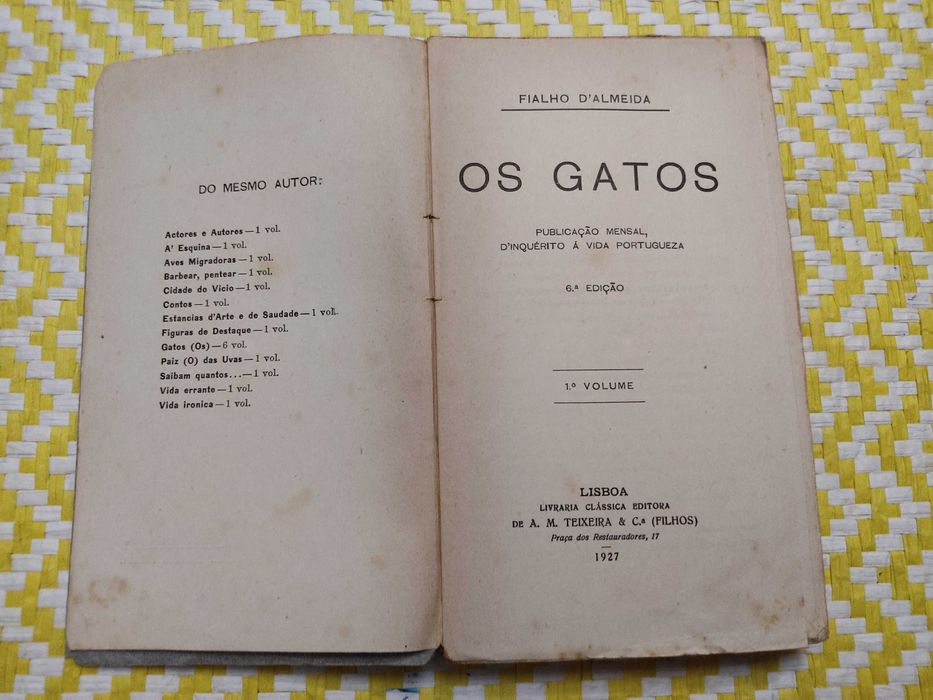 DO MESMO AUTOR:
Actores e Autores — 1 vol.
A' Esquina — 1 vol.
Aves Migradoras — 1 vol.
Barbear, pentear — 1 vol.
Cidade do Vicio — 1 vol.
Contos — 1 vol.
Estancias d'Arte e de Saudade — 1 vol.
Figuras de Destaque — 1 vol.
Gatos (Os) — 6 vol.
Paiz (O) das Uvas — 1 vol.
Saibam quantos... — 1 vol.
Vida errante — 1 vol.
Vida ironica — 1 vol.
FIALHO D'ALMEIDA
OS GATOS
PUBLICAÇÃO MENSAL,
D'INQUÉRITO Á VIDA PORTUGUEZA
6.ª EDIÇÃO
1.º VOLUME
LISBOA
LIVRARIA CLÁSSICA EDITORA
DE A. M. TEIXEIRA & C.ª (FILHOS)
Praça dos Restauradores, 17
1927